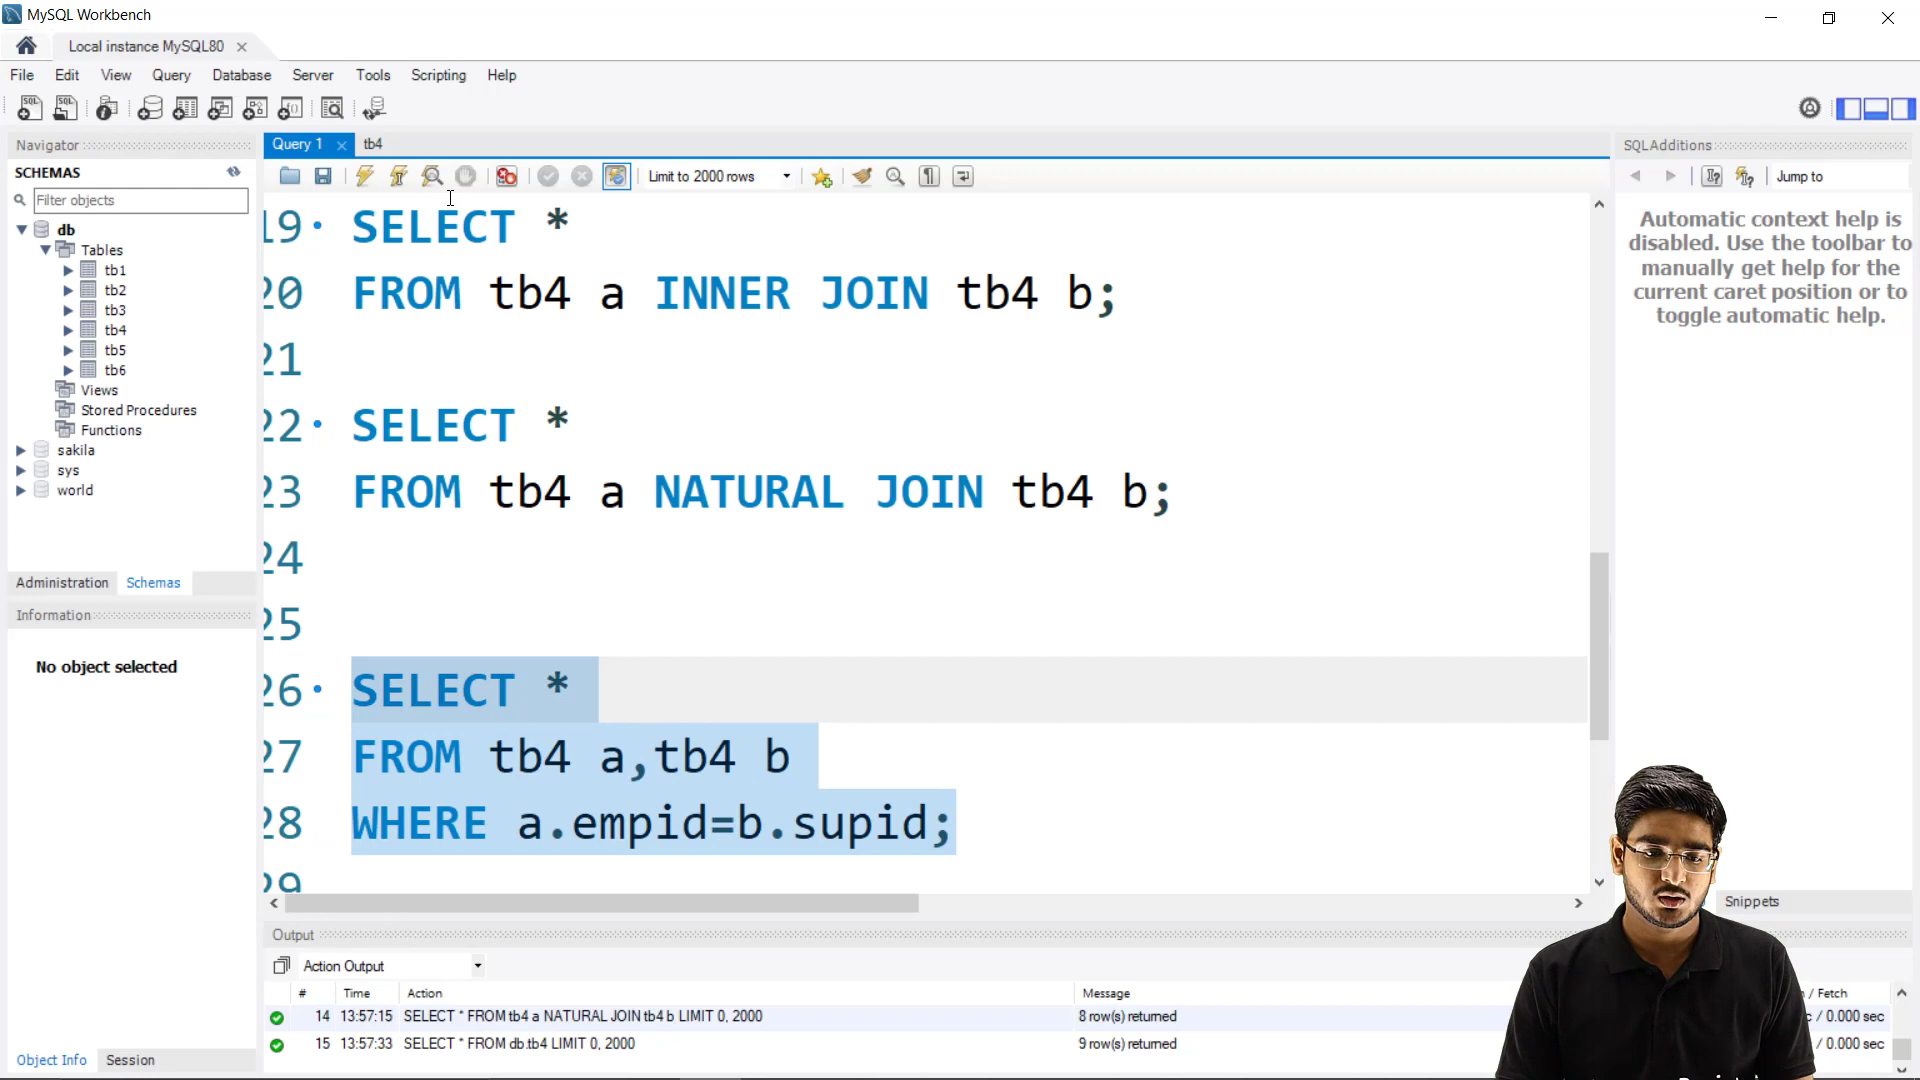 MySQL Workbench
Local instance MySQL80
File Edit View Query Database Server Tools Scripting Help
Navigator
SCHEMAS
Filter objects
db
Tables
tb1
tb2
tb3
tb4
tb5
tb6
Views
Stored Procedures
Functions
sakila
sys
world
Administration Schemas
Information
No object selected
Object Info Session
Query 1 tb4
Limit to 2000 rows
19 SELECT *
20 FROM tb4 a INNER JOIN tb4 b;
21
22 SELECT *
23 FROM tb4 a NATURAL JOIN tb4 b;
24
25
26 SELECT *
27 FROM tb4 a,tb4 b
28 WHERE a.empid=b.supid;
29
Output
Action Output
# Time Action Message / Fetch
14 13:57:15 SELECT * FROM tb4 a NATURAL JOIN tb4 b LIMIT 0, 2000 8 row(s) returned / 0.000 sec
15 13:57:33 SELECT * FROM db.tb4 LIMIT 0, 2000 9 row(s) returned / 0.000 sec
SQLAdditions
Jump to
Automatic context help is
disabled. Use the toolbar to
manually get help for the
current caret position or to
toggle automatic help.
Snippets